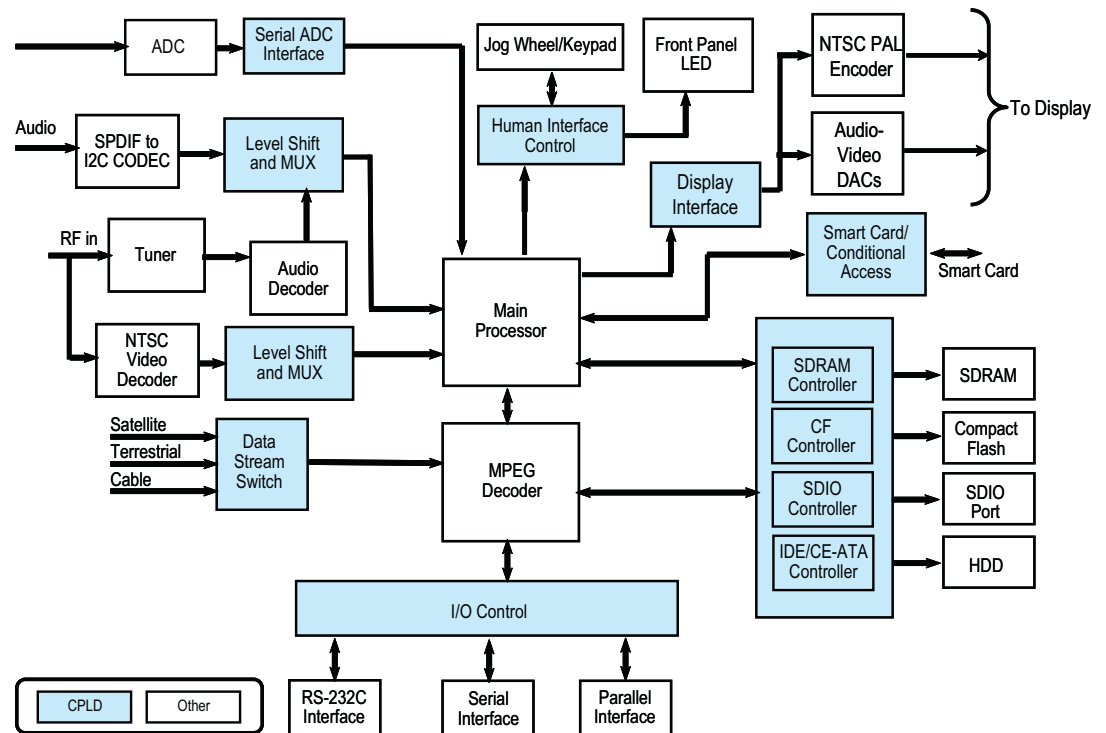 ADC
Serial ADC
Interface
Jog Wheel/Keypad
Front Panel
LED
NTSC PAL
Encoder
To Display
Audio
SPDIF to
I2C CODEC
Level Shift
and MUX
Human Interface
Control
Audio-
Video
DACs
Display
Interface
RF in
Tuner
Audio
Decoder
Smart Card/
Conditional
Access
Smart Card
Main
Processor
NTSC
Video
Decoder
Level Shift
and MUX
SDRAM
Controller
SDRAM
CF
Controller
Compact
Flash
Satellite
Terrestrial
Cable
Data
Stream
Switch
MPEG
Decoder
SDIO
Controller
SDIO
Port
IDE/CE-ATA
Controller
HDD
I/O Control
CPLD
Other
RS-232C
Interface
Serial
Interface
Parallel
Interface